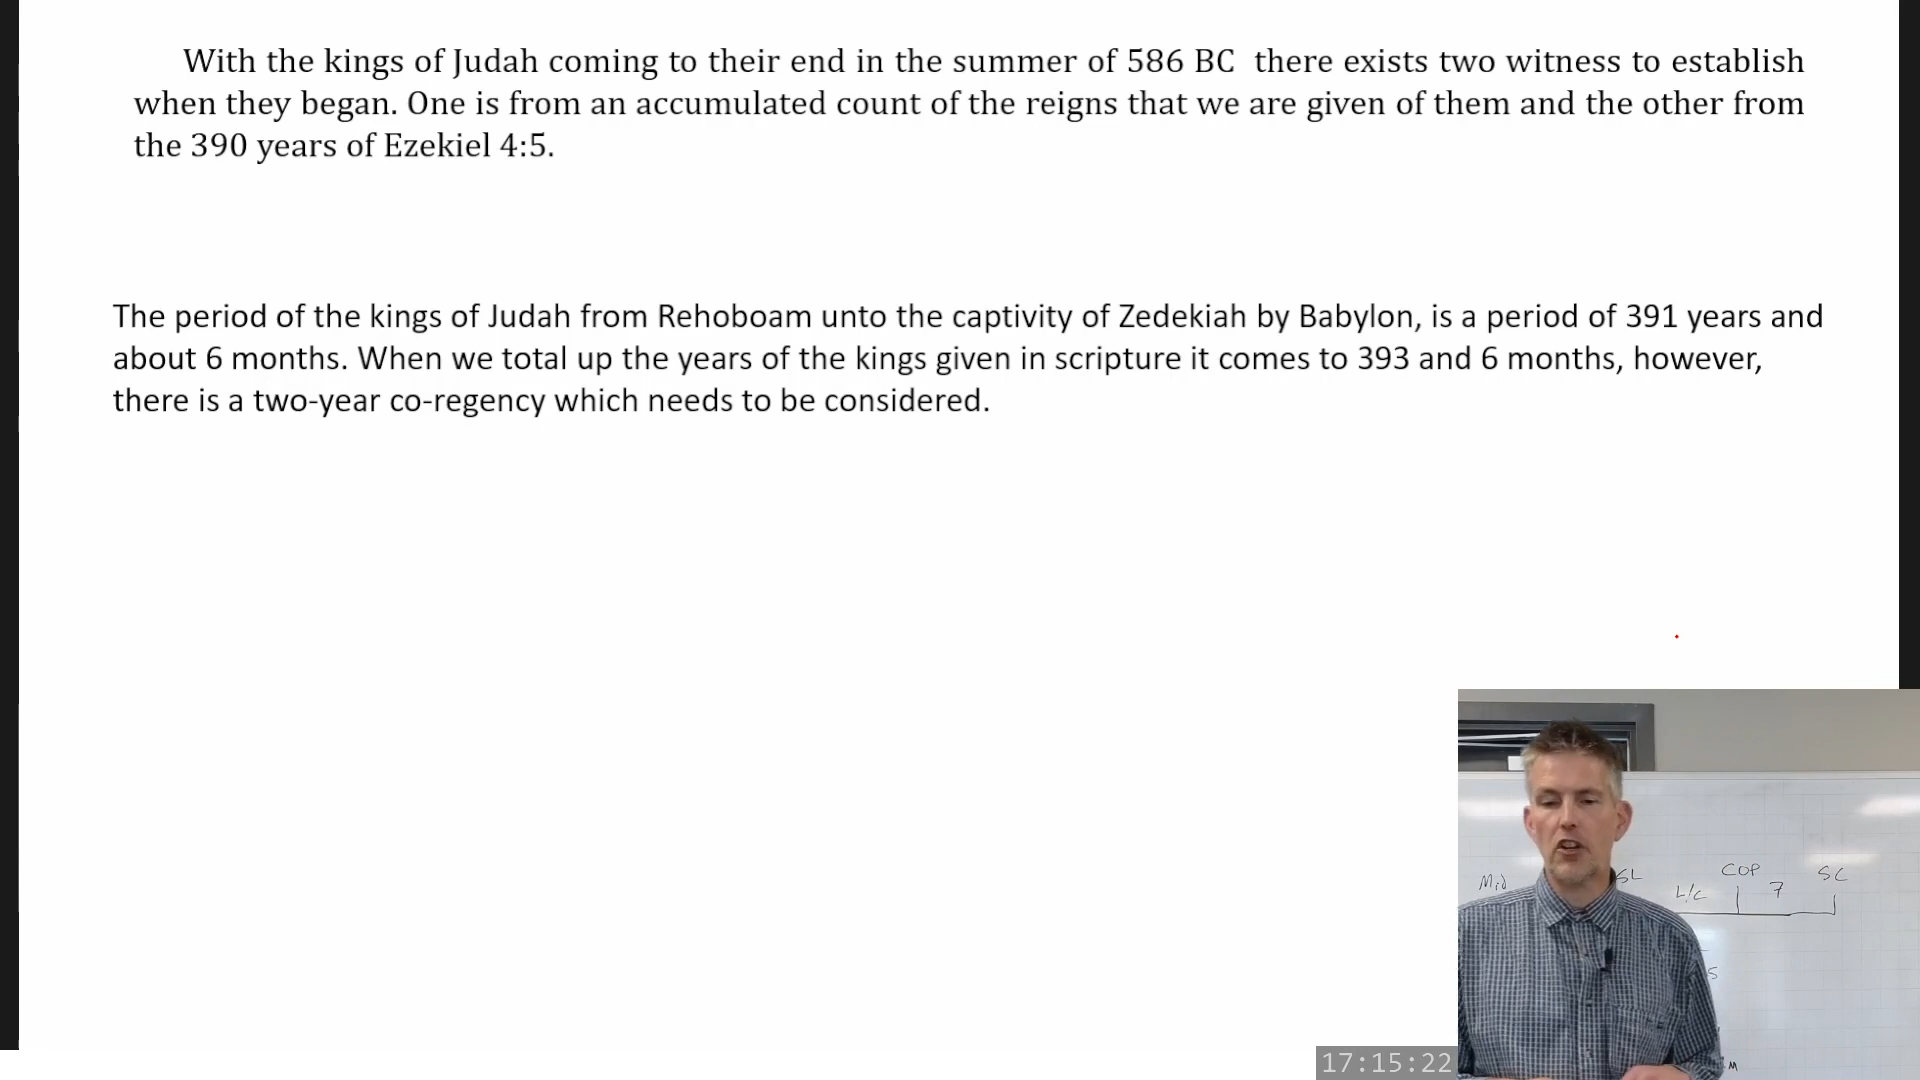 With the kings of Judah coming to their end in the summer of 586 BC there exists two witness to establish
when they began. One is from an accumulated count of the reigns that we are given of them and the other from
the 390 years of Ezekiel 4:5.
The period of the kings of Judah from Rehoboam unto the captivity of Zedekiah by Babylon, is a period of 391 years and
about 6 months. When we total up the years of the kings given in scripture it comes to 393 and 6 months, however,
there is a two-year co-regency which needs to be considered.
Mid SL L/C COP 7 SC
S
M
17:15:22